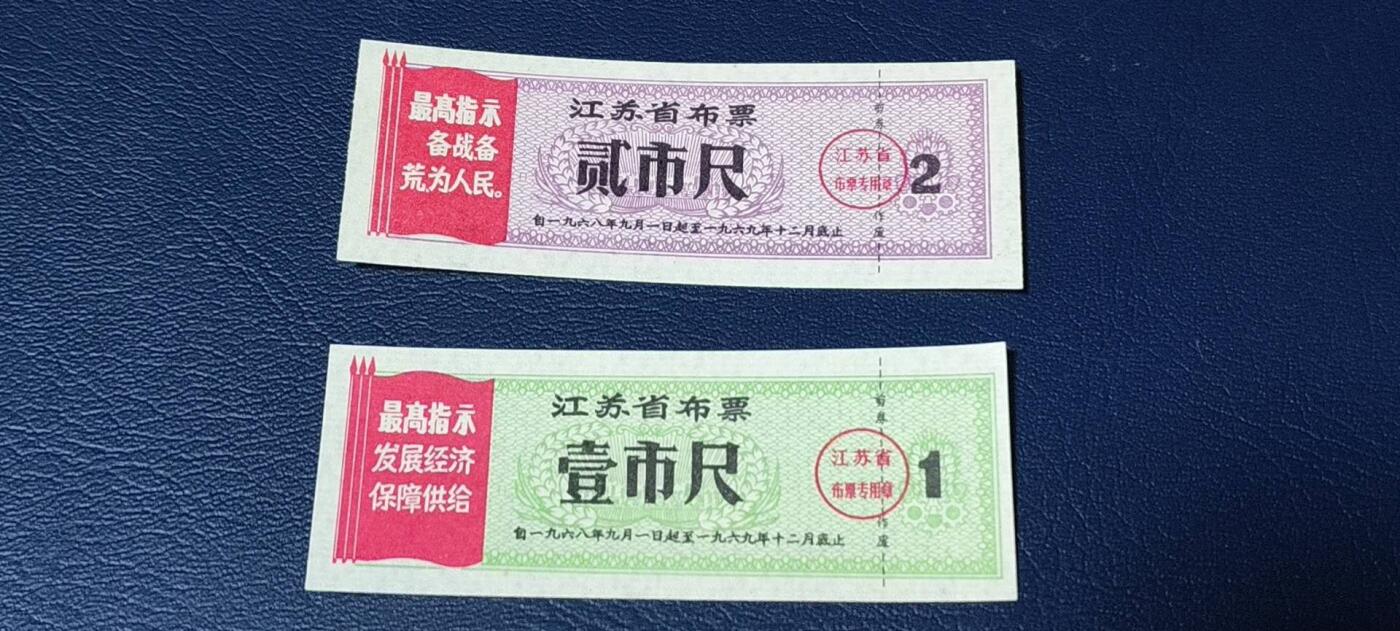 最高指示
备战备
荒、为人民。
江苏省布票
贰市尺
自一九六八年九月一日起至一九六九年十二月底止
江苏省
布票专用章
作废
2
最高指示
发展经济
保障供给
江苏省布票
壹市尺
自一九六八年九月一日起至一九六九年十二月底止
江苏省
布票专用章
作废
1